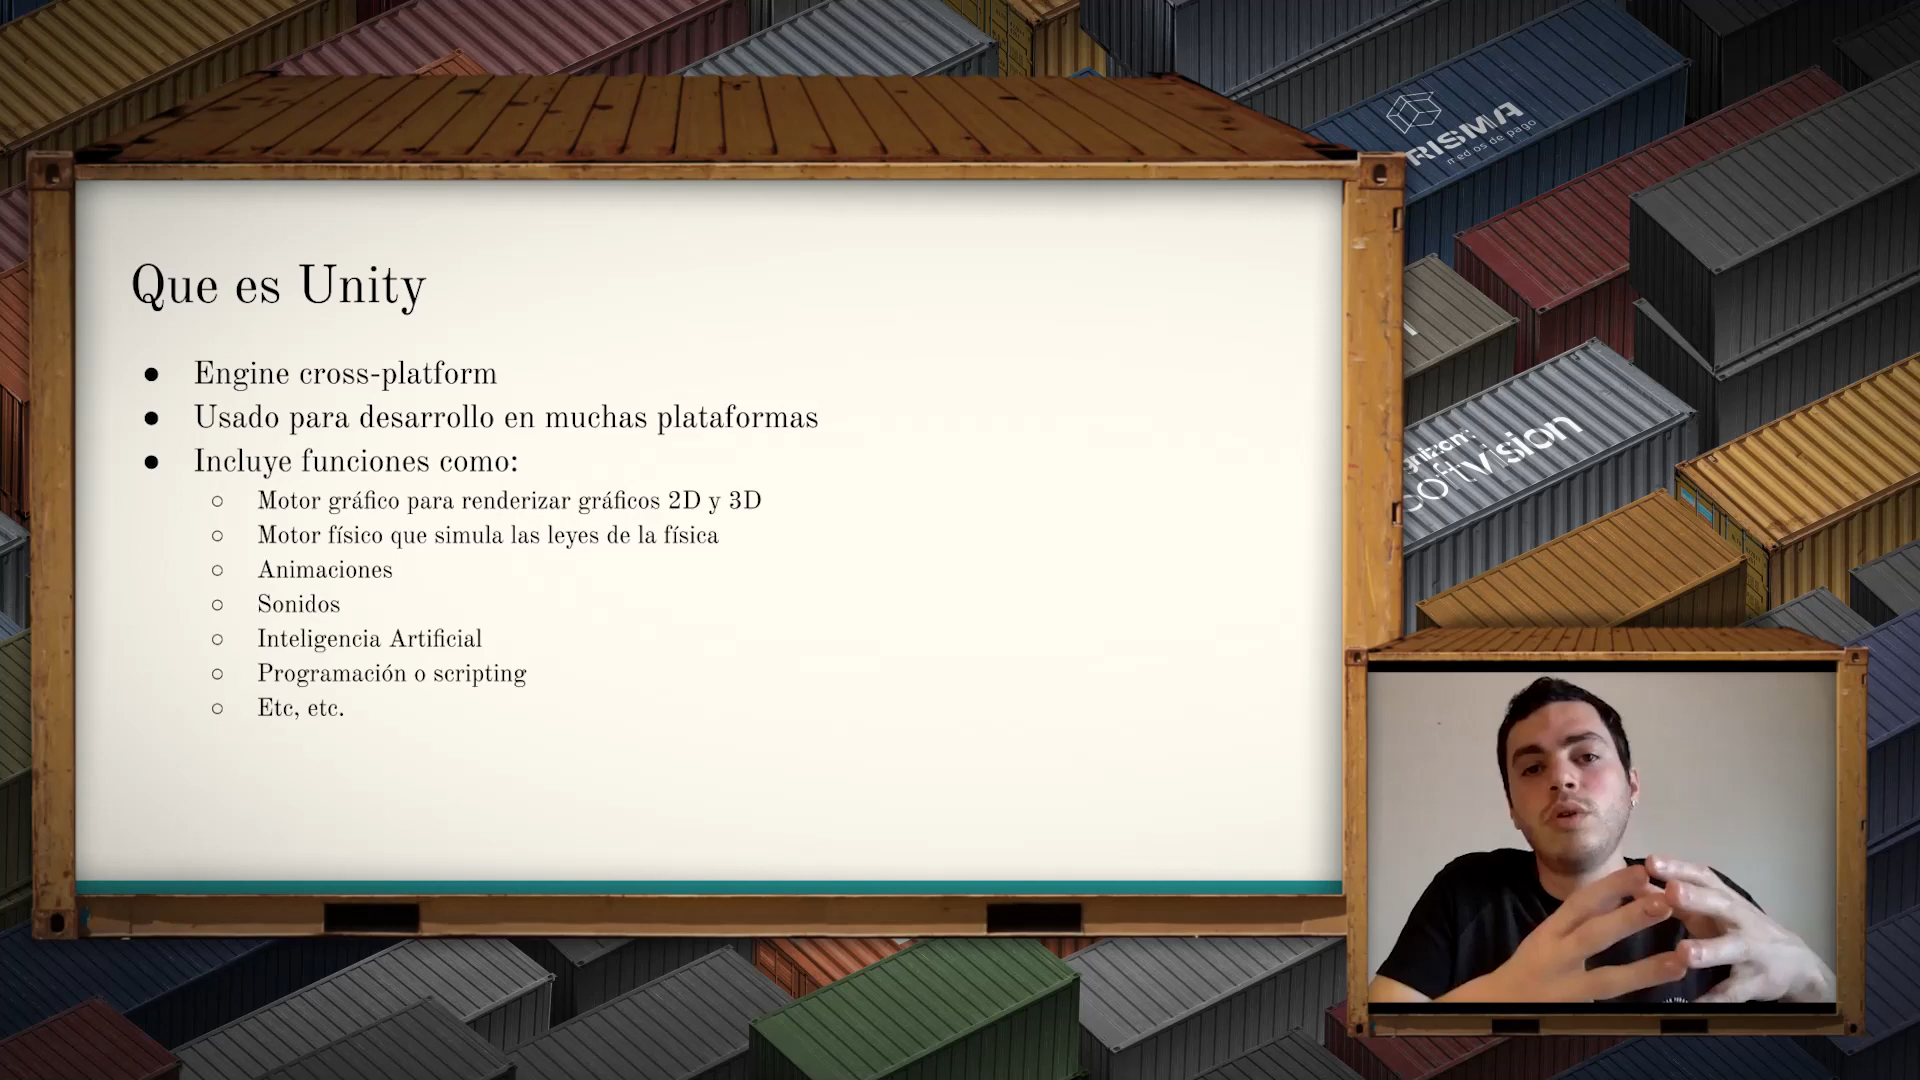 Que es Unity
● Engine cross-platform
● Usado para desarrollo en muchas plataformas
● Incluye funciones como:
○ Motor gráfico para renderizar gráficos 2D y 3D
○ Motor físico que simula las leyes de la física
○ Animaciones
○ Sonidos
○ Inteligencia Artificial
○ Programación o scripting
○ Etc, etc.
RISMA
medios de pago
gnizant
softvision